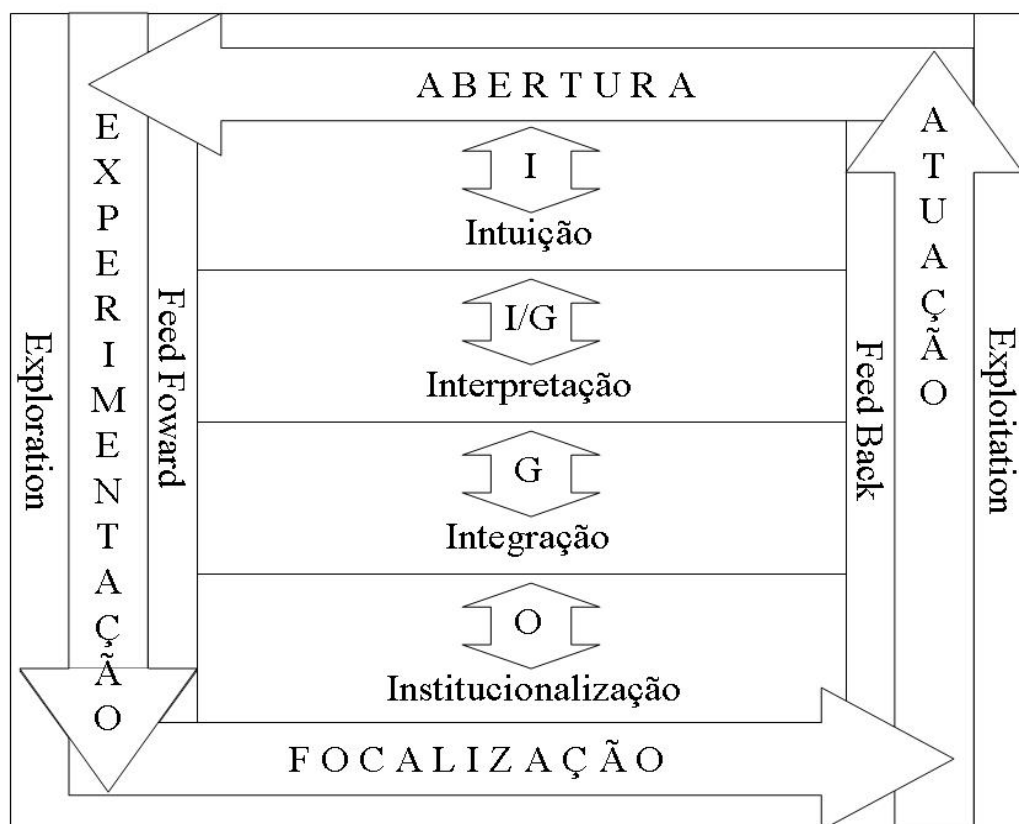 ABERTURA
EXPERIMENTAÇÃO
ATUAÇÃO
I
Intuição
I/G
Interpretação
G
Integração
O
Institucionalização
Exploration
Feed Foward
Feed Back
Exploitation
FOCALIZAÇÃO